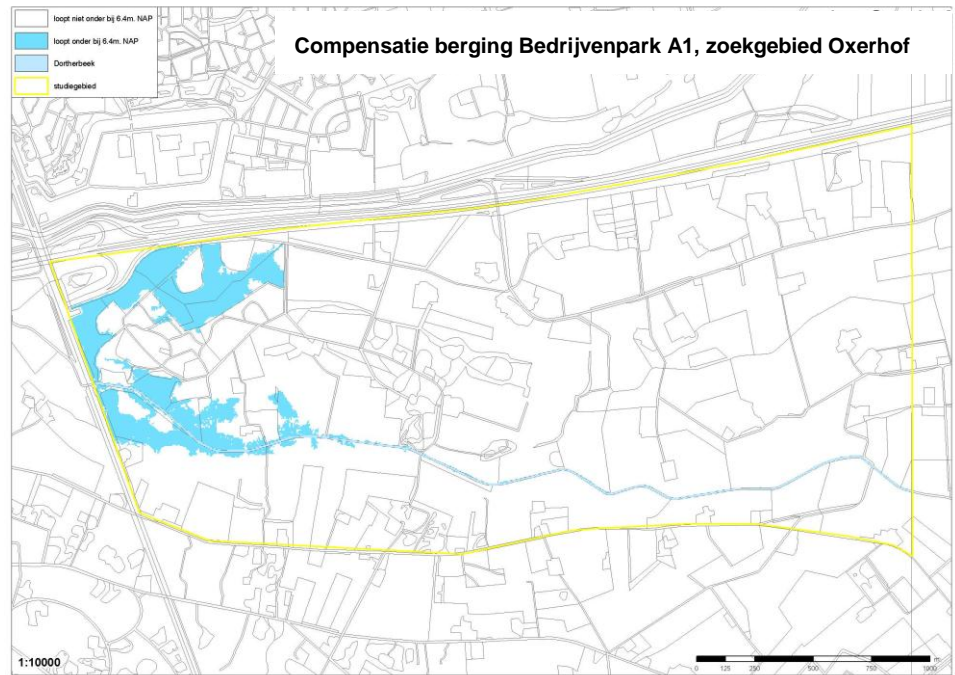 loopt niet onder bij 6.4m. NAP
loopt onder bij 6.4m. NAP
Dortherbeek
studiegebied
Compensatie berging Bedrijvenpark A1, zoekgebied Oxerhof
1:10000
m
0 125 250 500 750 1000